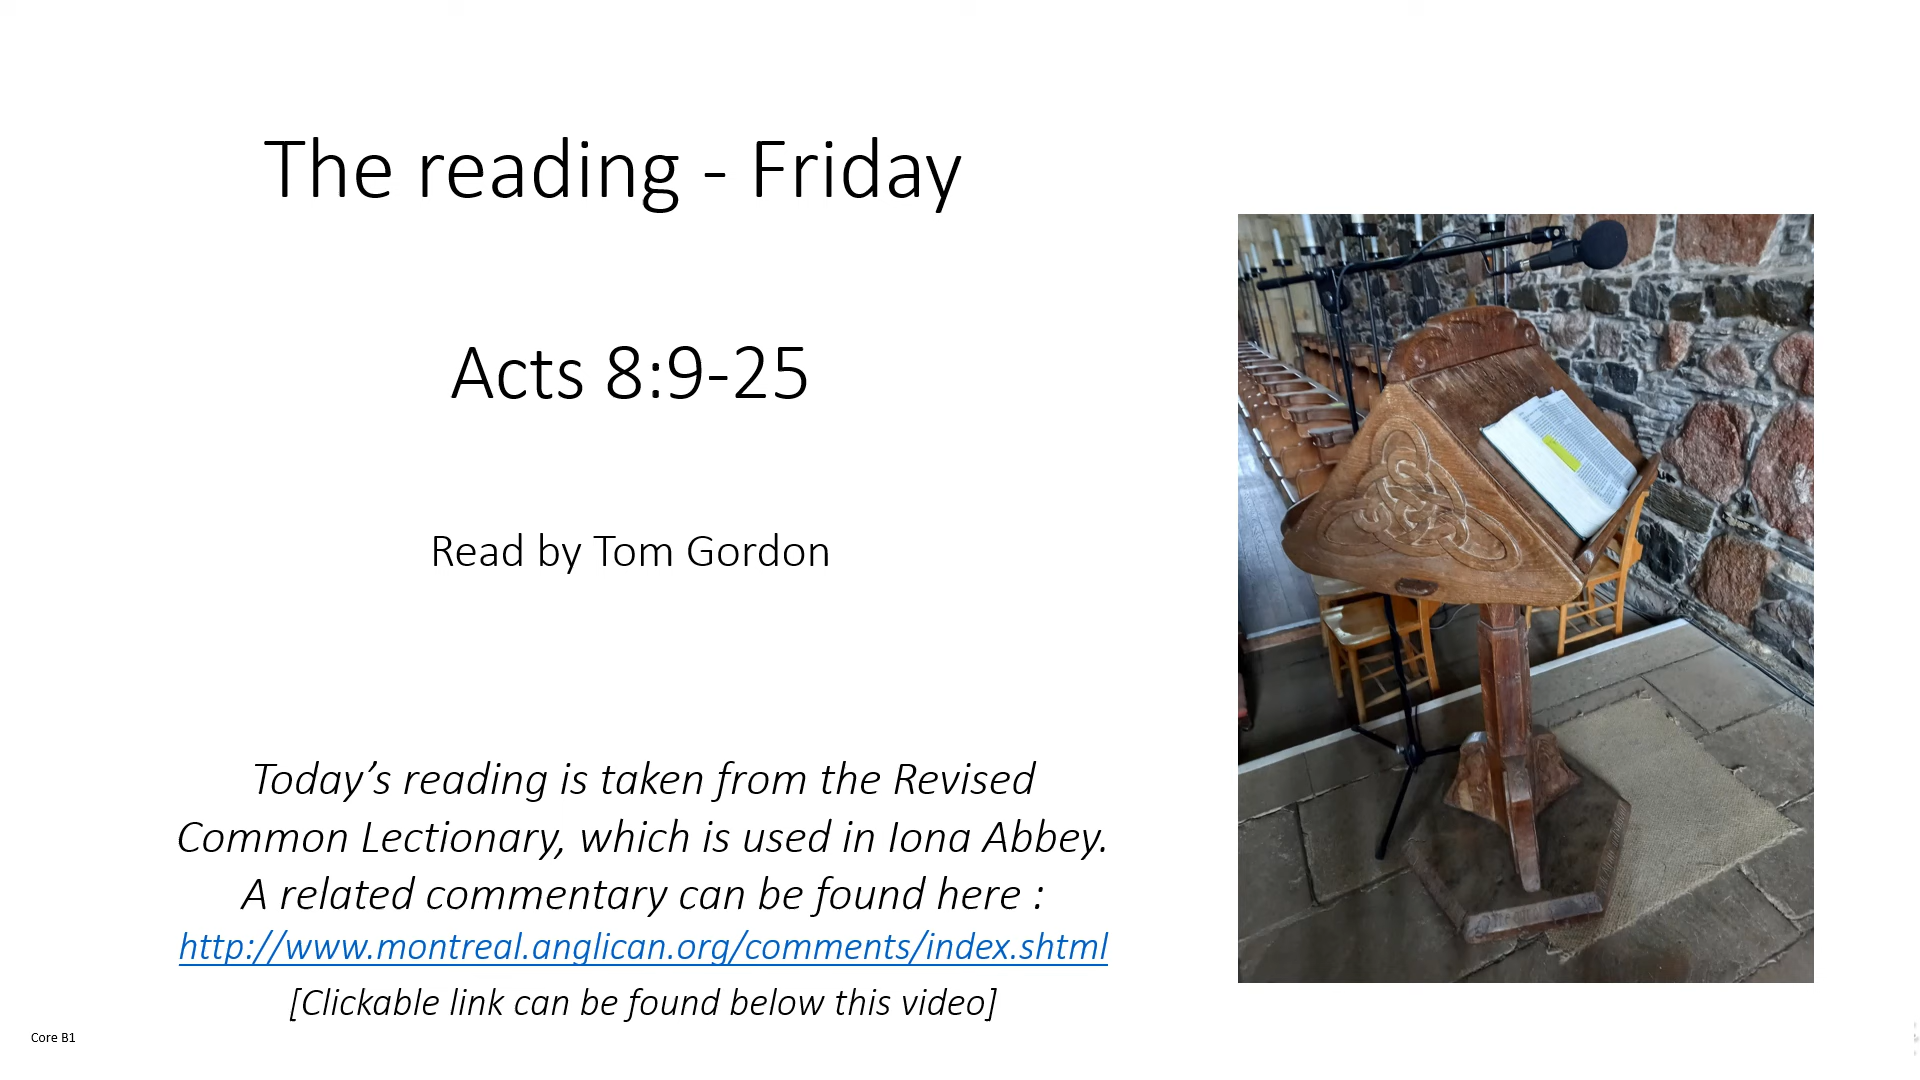 The reading - Friday
Acts 8:9-25
Read by Tom Gordon
Today’s reading is taken from the Revised
Common Lectionary, which is used in Iona Abbey.
A related commentary can be found here :
http://www.montreal.anglican.org/comments/index.shtml
[Clickable link can be found below this video]
Core B1